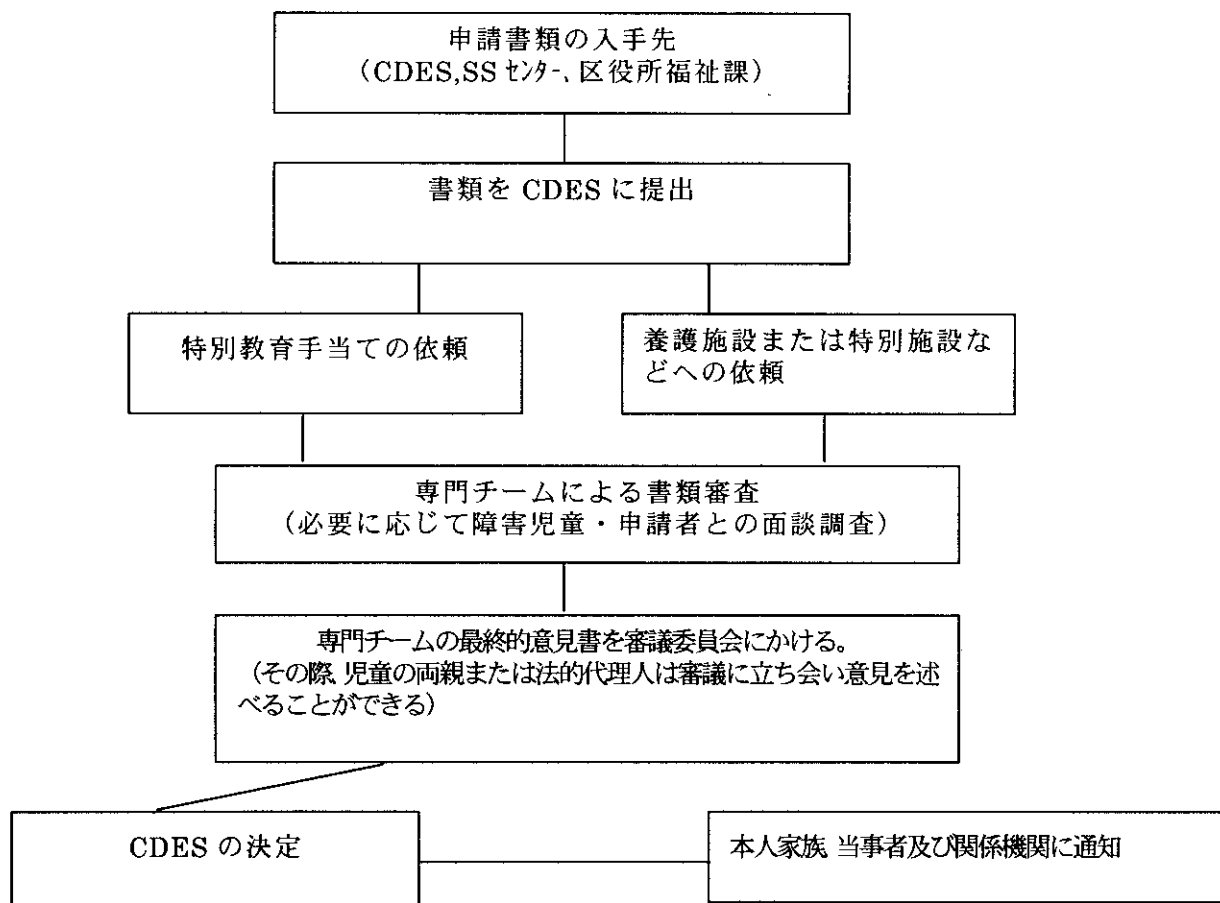 申請書類の入手先
(CDES,SS ｾﾝﾀｰ、区役所福祉課)
書類を CDES に提出
特別教育手当ての依頼
養護施設または特別施設な
どへの依頼
専門チームによる書類審査
(必要に応じて障害児童・申請者との面談調査)
専門チームの最終的意見書を審議委員会にかける。
(その際、児童の両親または法的代理人は審議に立ち会い意見を述
べることができる)
CDES の決定
本人家族、当事者及び関係機関に通知